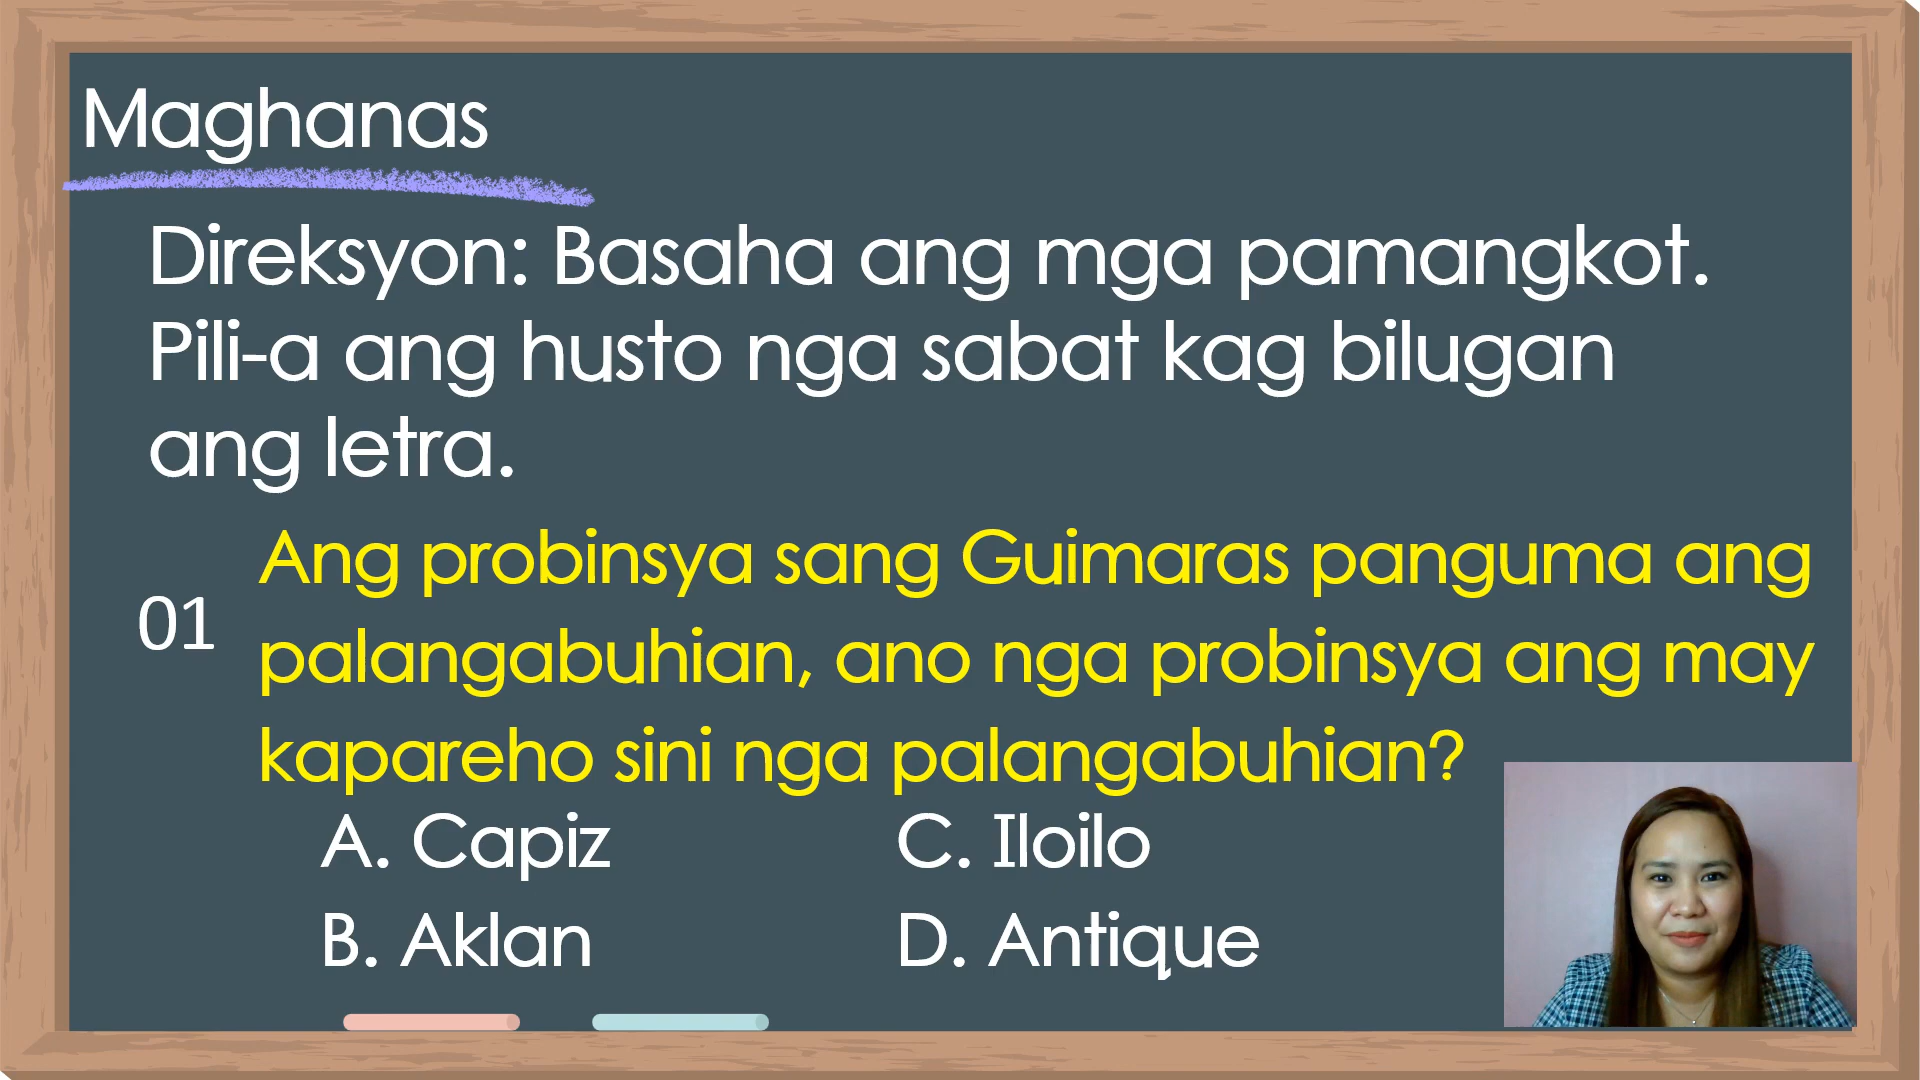 Maghanas
Direksyon: Basaha ang mga pamangkot.
Pili-a ang husto nga sabat kag bilugan
ang letra.
01
Ang probinsya sang Guimaras panguma ang
palangabuhian, ano nga probinsya ang may
kapareho sini nga palangabuhian?
A. Capiz
C. Iloilo
B. Aklan
D. Antique